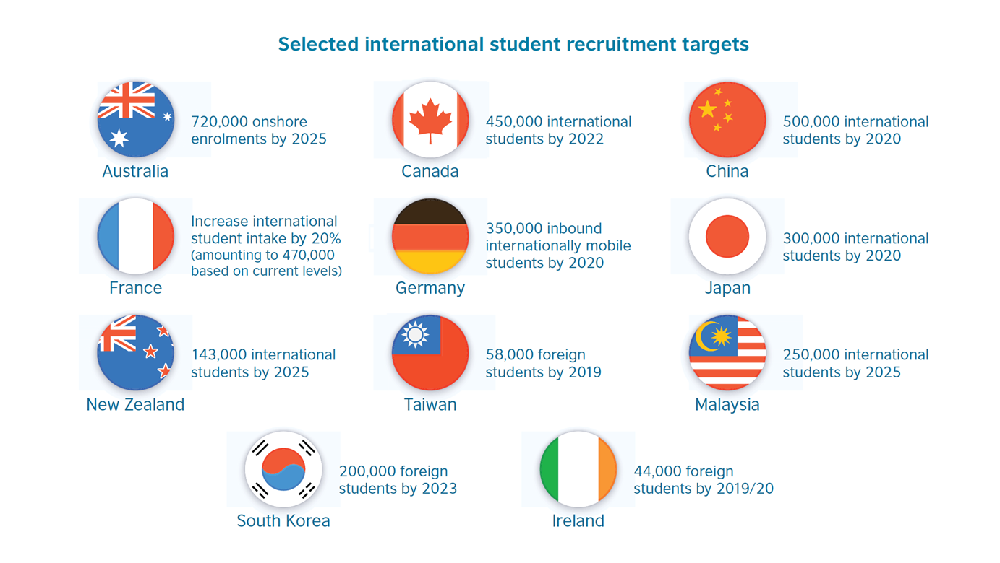 Selected international student recruitment targets
720,000 onshore
enrolments by 2025
Australia
450,000 international
students by 2022
Canada
500,000 international
students by 2020
China
Increase international
student intake by 20%
(amounting to 470,000
based on current levels)
France
350,000 inbound
internationally mobile
students by 2020
Germany
300,000 international
students by 2020
Japan
143,000 international
students by 2025
New Zealand
58,000 foreign
students by 2019
Taiwan
250,000 international
students by 2025
Malaysia
200,000 foreign
students by 2023
South Korea
44,000 foreign
students by 2019/20
Ireland